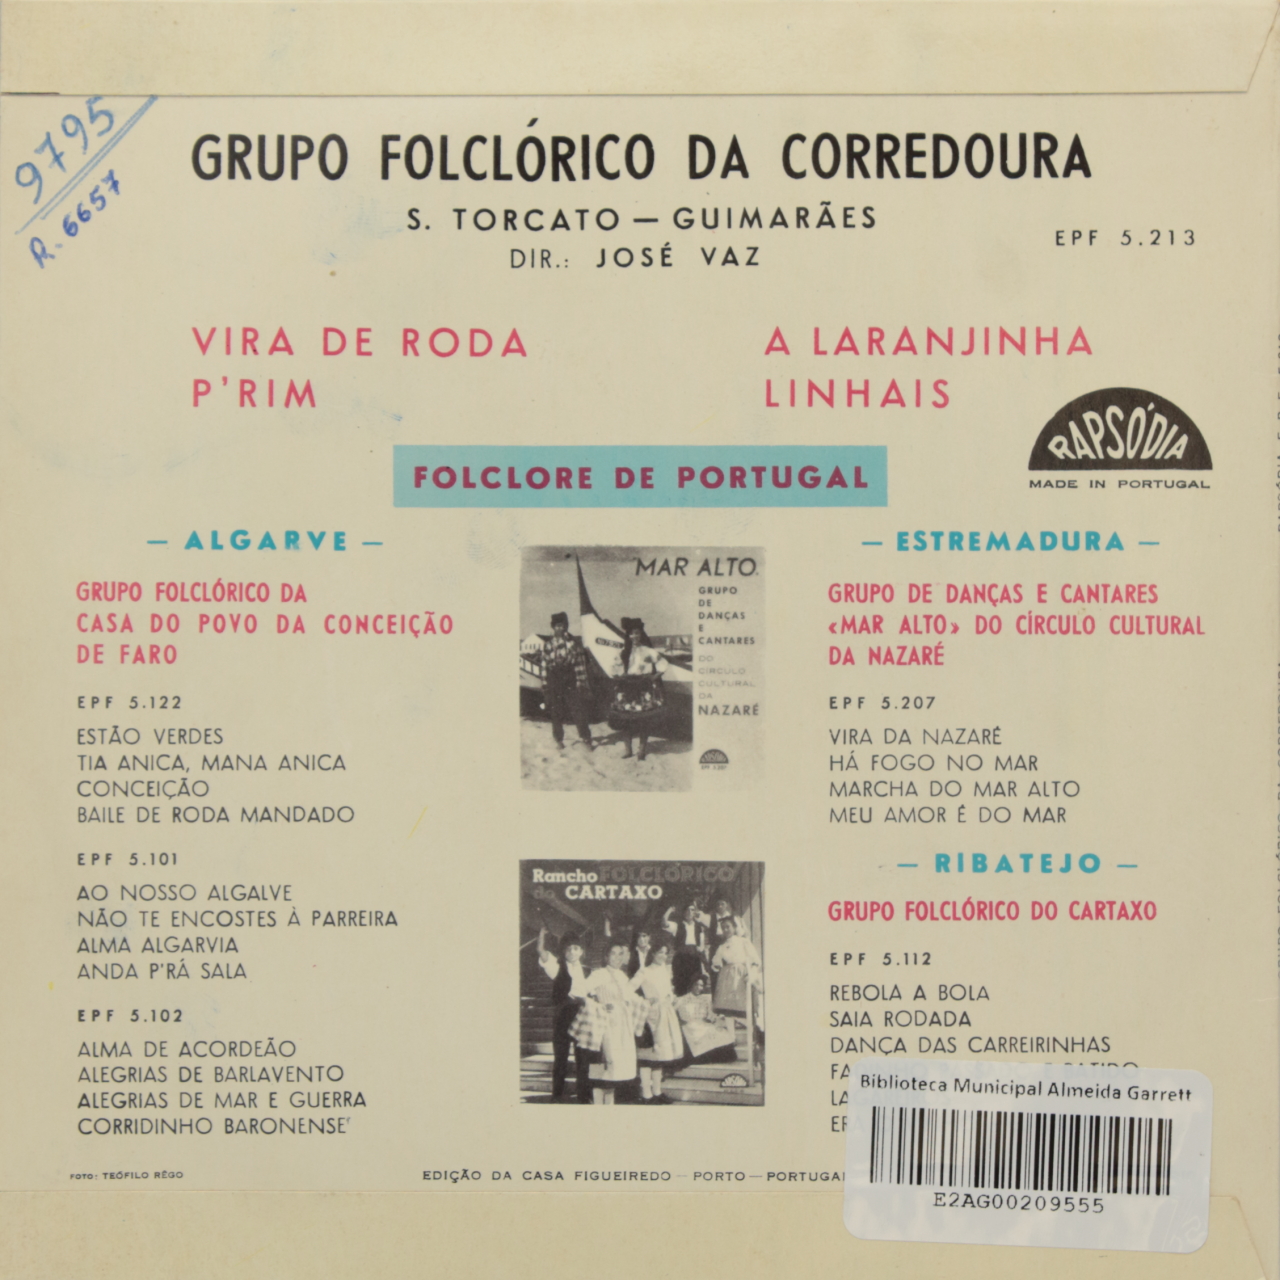 9795
R. 6657
GRUPO FOLCLÓRICO DA CORREDOURA
S. TORCATO — GUIMARÃES
DIR.: JOSÉ VAZ
EPF 5.213
VIRA DE RODA
P'RIM
A LARANJINHA
LINHAIS
RAPSÓDIA
MADE IN PORTUGAL
FOLCLORE DE PORTUGAL
— ALGARVE —
GRUPO FOLCLÓRICO DA
CASA DO POVO DA CONCEIÇÃO
DE FARO
EPF 5.122
ESTÃO VERDES
TIA ANICA, MANA ANICA
CONCEIÇÃO
BAILE DE RODA MANDADO
EPF 5.101
AO NOSSO ALGALVE
NÃO TE ENCOSTES À PARREIRA
ALMA ALGARVIA
ANDA P'RÁ SALA
EPF 5.102
ALMA DE ACORDEÃO
ALEGRIAS DE BARLAVENTO
ALEGRIAS DE MAR E GUERRA
CORRIDINHO BARONENSE
FOTO: TEÓFILO RÊGO
MAR ALTO
GRUPO
DE
DANÇAS
E
CANTARES
DO
CÍRCULO
CULTURAL
DA
NAZARÉ
Rancho FOLCLÓRICO
do CARTAXO
EDIÇÃO DA CASA FIGUEIREDO — PORTO — PORTUGAL
— ESTREMADURA —
GRUPO DE DANÇAS E CANTARES
«MAR ALTO» DO CÍRCULO CULTURAL
DA NAZARÉ
EPF 5.207
VIRA DA NAZARÉ
HÁ FOGO NO MAR
MARCHA DO MAR ALTO
MEU AMOR É DO MAR
— RIBATEJO —
GRUPO FOLCLÓRICO DO CARTAXO
EPF 5.112
REBOLA A BOLA
SAIA RODADA
DANÇA DAS CARREIRINHAS
Biblioteca Municipal Almeida Garrett
E2AG00209555